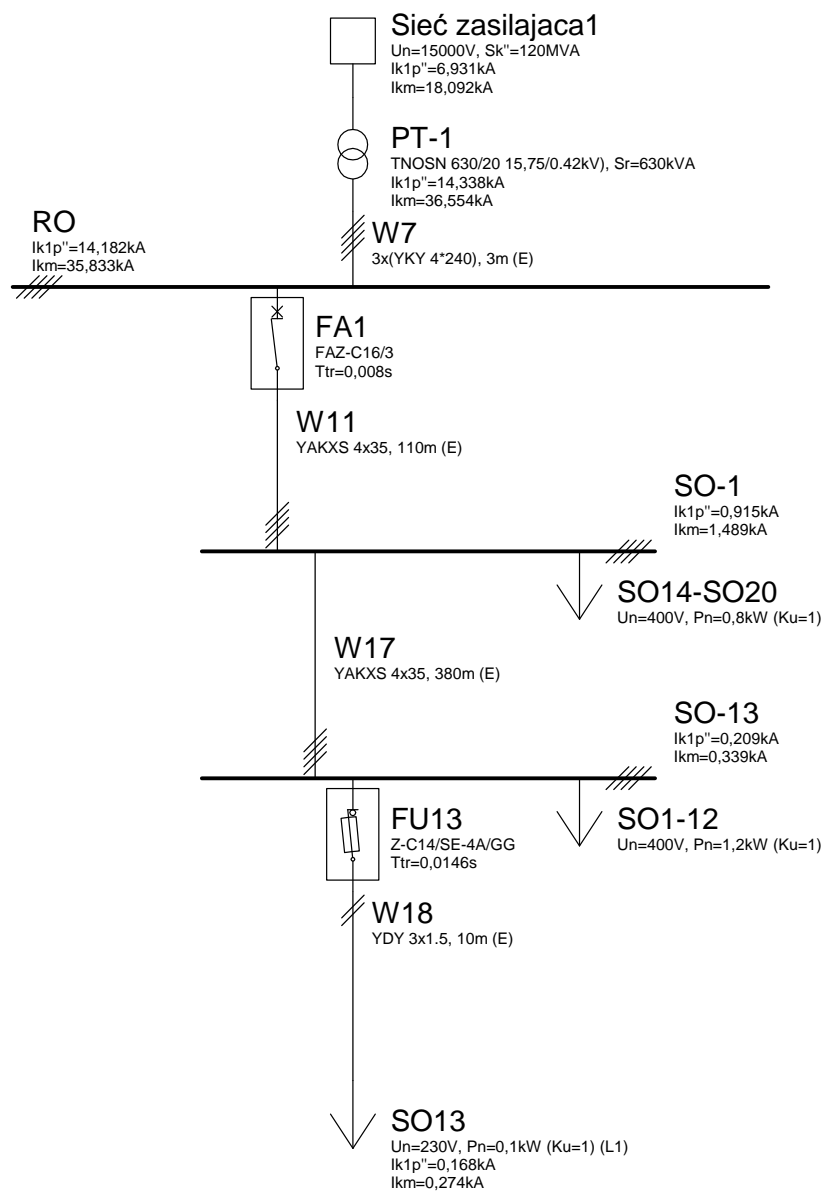 Sieć zasilajaca1
Un=15000V, Sk"=120MVA
Ik1p"=6,931kA
Ikm=18,092kA
PT-1
TNOSN 630/20 15,75/0.42kV), Sr=630kVA
Ik1p"=14,338kA
Ikm=36,554kA
RO
Ik1p"=14,182kA
Ikm=35,833kA
W7
3x(YKY 4*240), 3m (E)
FA1
FAZ-C16/3
Ttr=0,008s
W11
YAKXS 4x35, 110m (E)
SO-1
Ik1p"=0,915kA
Ikm=1,489kA
SO14-SO20
Un=400V, Pn=0,8kW (Ku=1)
W17
YAKXS 4x35, 380m (E)
SO-13
Ik1p"=0,209kA
Ikm=0,339kA
FU13
Z-C14/SE-4A/GG
Ttr=0,0146s
SO1-12
Un=400V, Pn=1,2kW (Ku=1)
W18
YDY 3x1.5, 10m (E)
SO13
Un=230V, Pn=0,1kW (Ku=1) (L1)
Ik1p"=0,168kA
Ikm=0,274kA